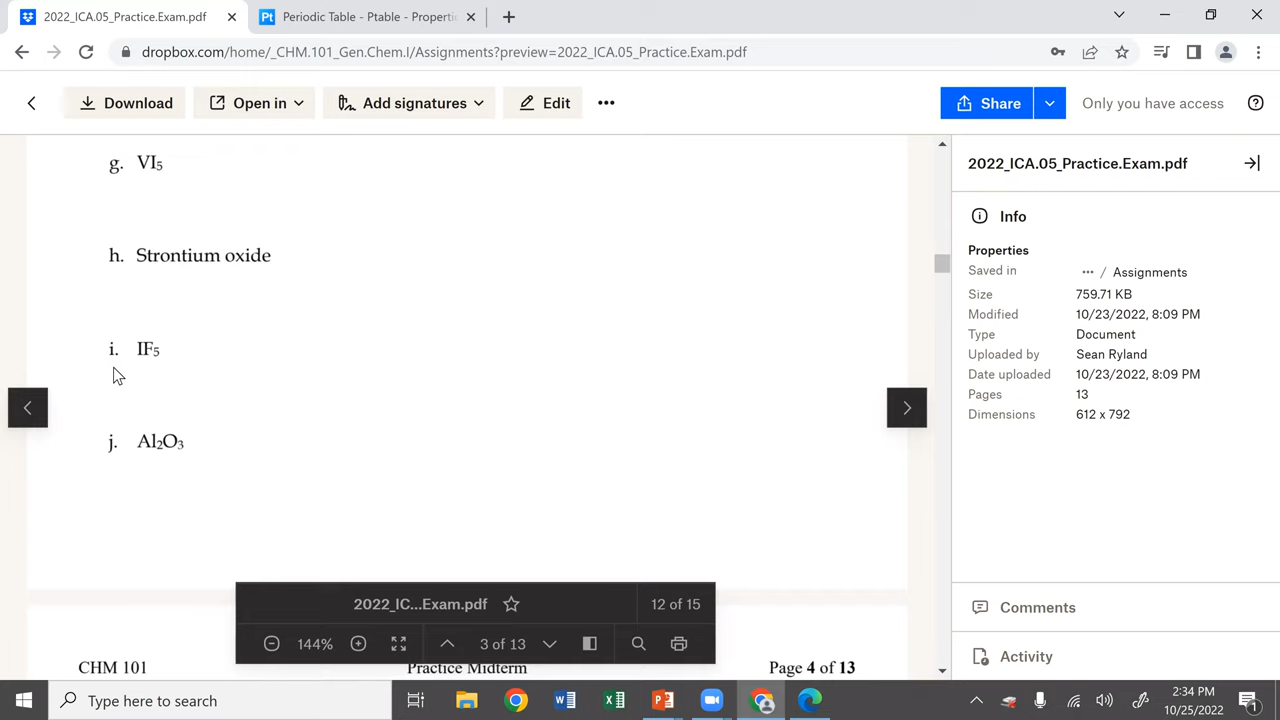 2022_ICA.05_Practice.Exam.pdf
Pt Periodic Table - Ptable - Properti
dropbox.com/home/_CHM.101_Gen.Chem.I/Assignments?preview=2022_ICA.05_Practice.Exam.pdf
Download Open in Add signatures Edit Share Only you have access
g. VI5
2022_ICA.05_Practice.Exam.pdf
Info
h. Strontium oxide
Properties
Saved in ... / Assignments
Size 759.71 KB
Modified 10/23/2022, 8:09 PM
Type Document
i. IF5
Uploaded by Sean Ryland
Date uploaded 10/23/2022, 8:09 PM
Pages 13
Dimensions 612 x 792
j. Al2O3
2022_IC...Exam.pdf 12 of 15
Comments
144% 3 of 13
CHM 101 Practice Midterm Page 4 of 13
Activity
Type here to search
2:34 PM
10/25/2022